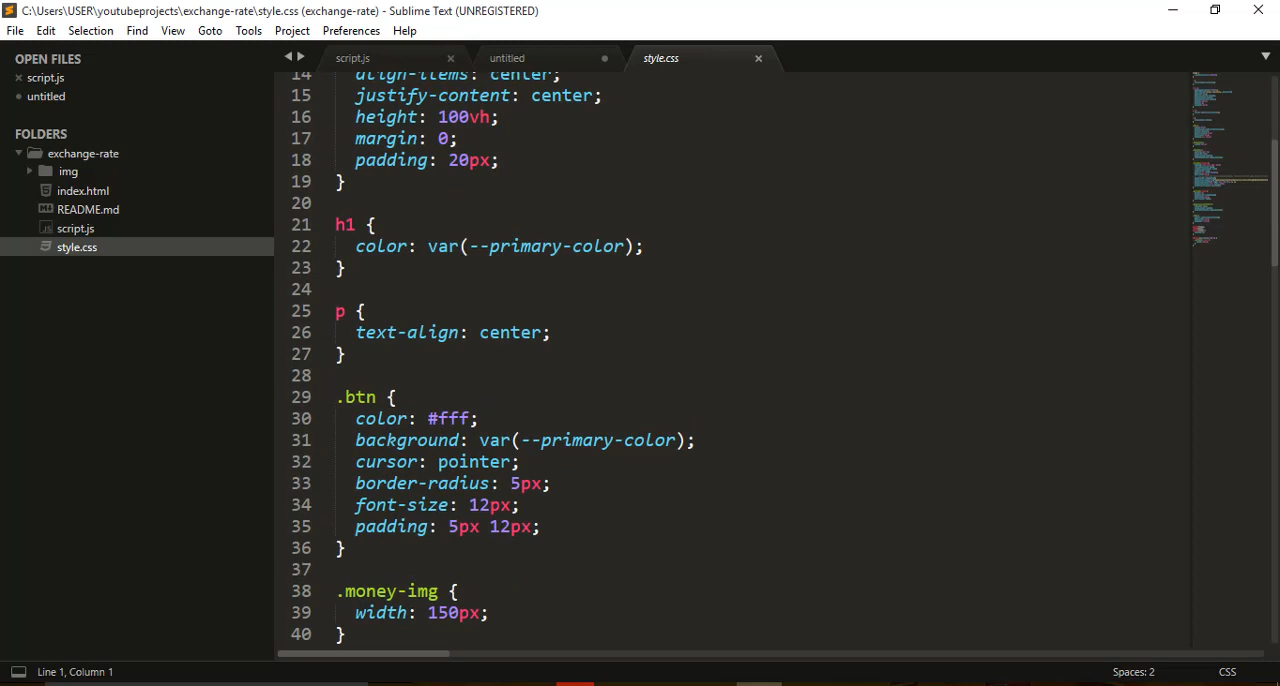 C:\Users\USER\youtubeprojects\exchange-rate\style.css (exchange-rate) - Sublime Text (UNREGISTERED)
File Edit Selection Find View Goto Tools Project Preferences Help
OPEN FILES
script.js
untitled
FOLDERS
exchange-rate
img
index.html
README.md
script.js
style.css
script.js untitled style.css
14 align-items: center;
15 justify-content: center;
16 height: 100vh;
17 margin: 0;
18 padding: 20px;
19 }
20
21 h1 {
22 color: var(--primary-color);
23 }
24
25 p {
26 text-align: center;
27 }
28
29 .btn {
30 color: #fff;
31 background: var(--primary-color);
32 cursor: pointer;
33 border-radius: 5px;
34 font-size: 12px;
35 padding: 5px 12px;
36 }
37
38 .money-img {
39 width: 150px;
40 }
Line 1, Column 1 Spaces: 2 CSS